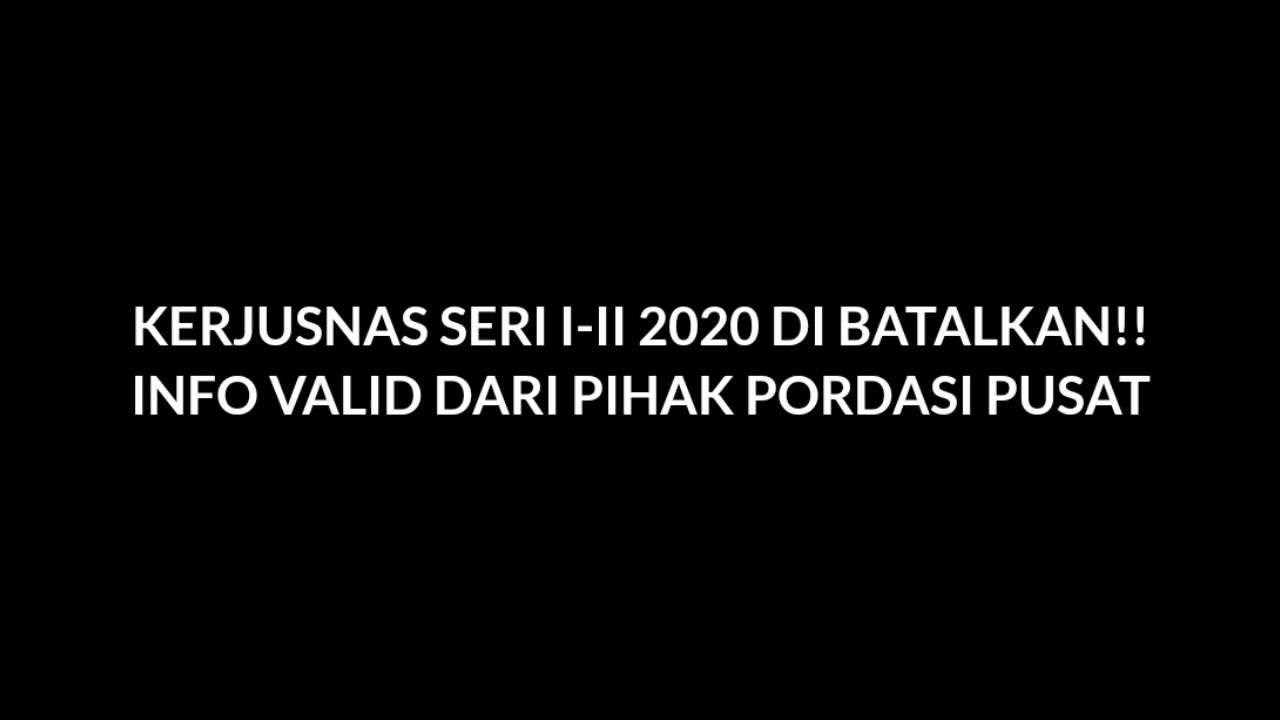 KERJUSNAS SERI I-II 2020 DI BATALKAN!!
INFO VALID DARI PIHAK PORDASI PUSAT